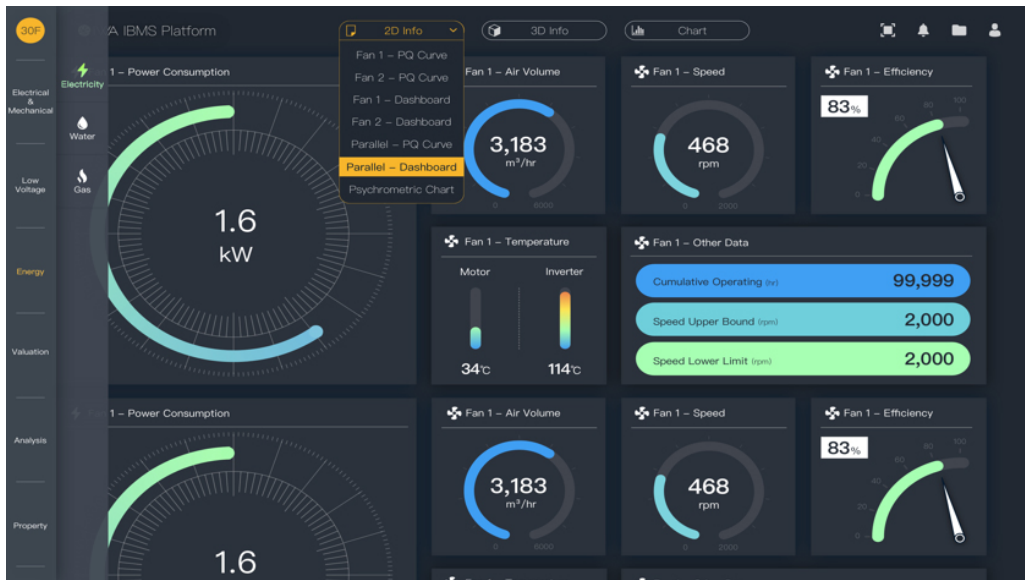 30F
VA IBMS Platform
2D Info
3D Info
Chart
Fan 1 – PQ Curve
Fan 2 – PQ Curve
Fan 1 – Dashboard
Fan 2 – Dashboard
Parallel – PQ Curve
Parallel – Dashboard
Psychrometric Chart
Electrical
&
Mechanical
Low
Voltage
Energy
Valuation
Analysis
Property
Electricity
Water
Gas
1 – Power Consumption
1.6
kW
Fan 1 – Air Volume
3,183
m³/hr
0 6000
Fan 1 – Speed
468
rpm
0 2000
Fan 1 – Efficiency
83%
0
20
40
60
80
100
Fan 1 – Temperature
Motor
Inverter
34°C
114°C
Fan 1 – Other Data
Cumulative Operating (hr) 99,999
Speed Upper Bound (rpm) 2,000
Speed Lower Limit (rpm) 2,000
1 – Power Consumption
1.6
Fan 1 – Air Volume
3,183
m³/hr
0 6000
Fan 1 – Speed
468
rpm
0 2000
Fan 1 – Efficiency
83%
0
20
40
60
80
100